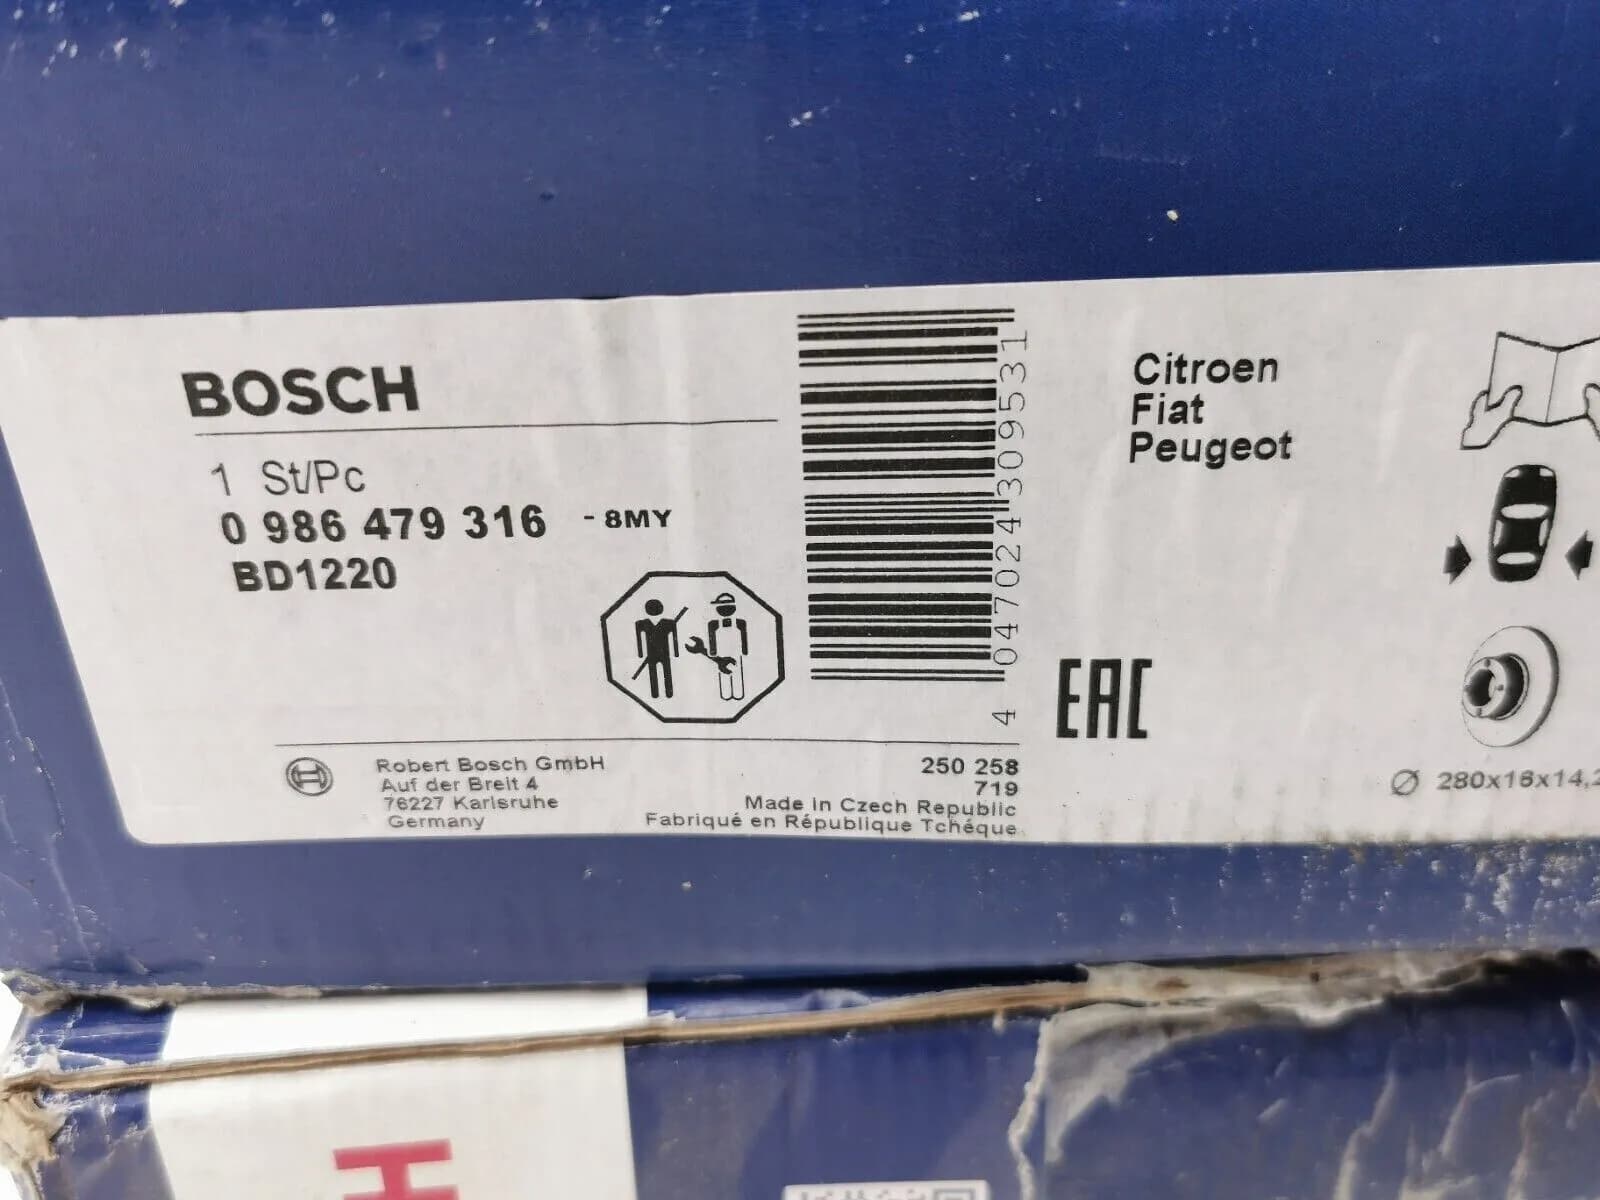 BOSCH
1 St/Pc
0 986 479 316 - 8MY
BD1220
4 047024 309531
Citroen
Fiat
Peugeot
EAC
Robert Bosch GmbH
Auf der Breit 4
76227 Karlsruhe
Germany
250 258
719
Made in Czech Republic
Fabriqué en République Tchéque
Ø 280x16x14,2
H